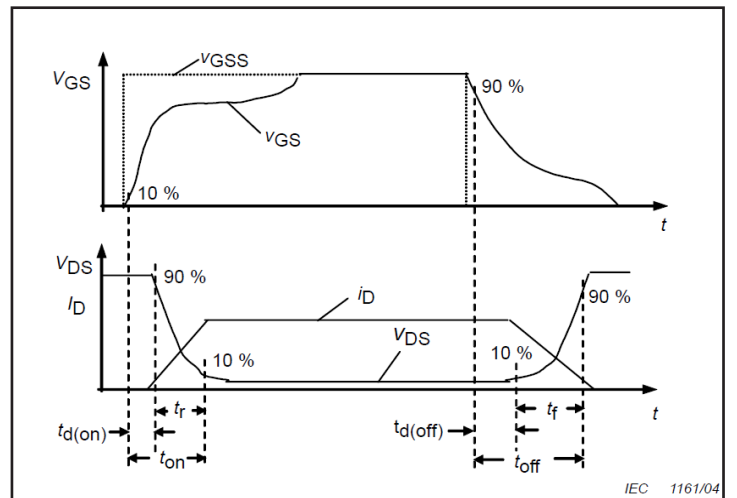 vGSS
VGS
90 %
vGS
10 %
t
VDS
ID
90 %
iD
90 %
VDS
10 %
10 %
tr
tf
t
td(on)
td(off)
ton
toff
IEC 1161/04